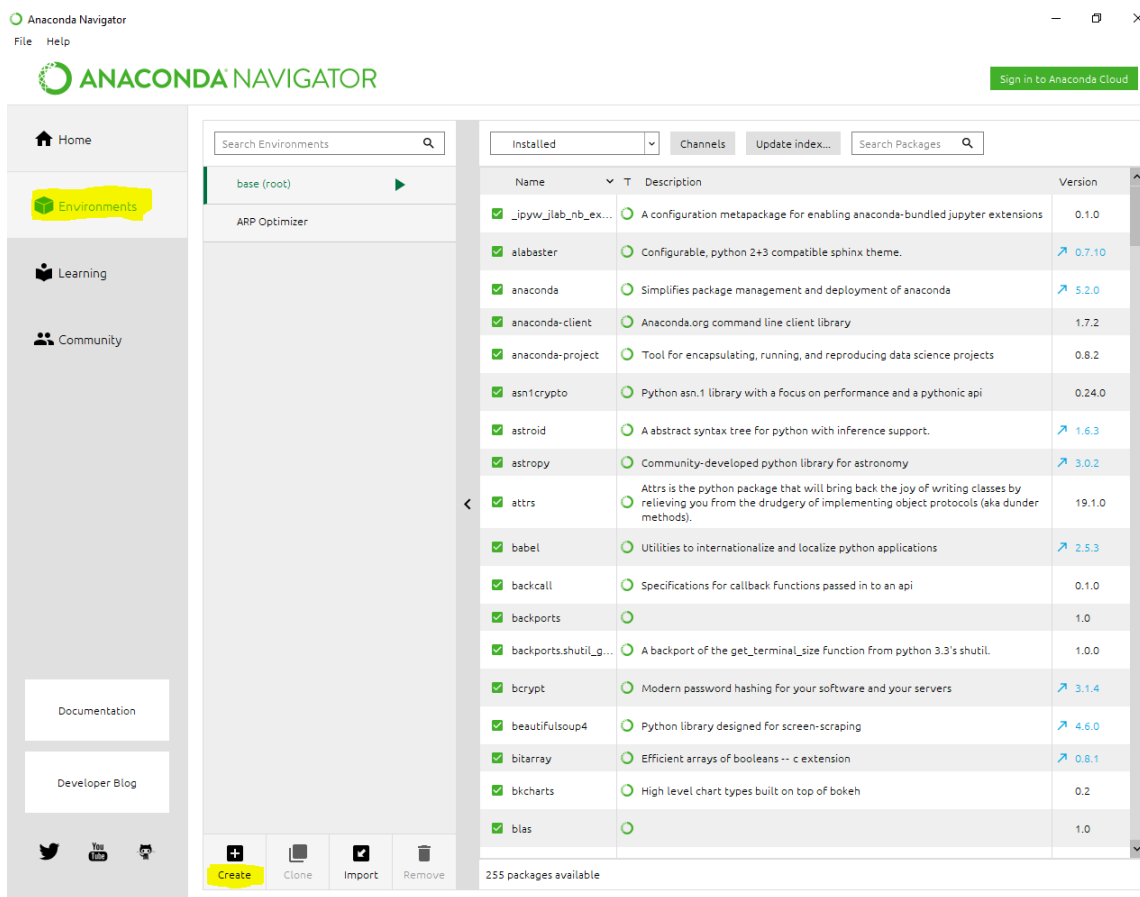 Anaconda Navigator
File Help
ANACONDA NAVIGATOR
Sign in to Anaconda Cloud
Home
Environments
Learning
Community
Documentation
Developer Blog
You
Tube
Search Environments
base (root)
ARP Optimizer
Create
Clone
Import
Remove
Installed
Channels
Update index...
Search Packages
Name T Description Version
_ipyw_jlab_nb_ex... A configuration metapackage for enabling anaconda-bundled jupyter extensions 0.1.0
alabaster Configurable, python 2+3 compatible sphinx theme. 0.7.10
anaconda Simplifies package management and deployment of anaconda 5.2.0
anaconda-client Anaconda.org command line client library 1.7.2
anaconda-project Tool for encapsulating, running, and reproducing data science projects 0.8.2
asn1crypto Python asn.1 library with a focus on performance and a pythonic api 0.24.0
astroid A abstract syntax tree for python with inference support. 1.6.3
astropy Community-developed python library for astronomy 3.0.2
Attrs is the python package that will bring back the joy of writing classes by
attrs relieving you from the drudgery of implementing object protocols (aka dunder 19.1.0
methods).
babel Utilities to internationalize and localize python applications 2.5.3
backcall Specifications for callback functions passed in to an api 0.1.0
backports 1.0
backports.shutil_g... A backport of the get_terminal_size function from python 3.3's shutil. 1.0.0
bcrypt Modern password hashing for your software and your servers 3.1.4
beautifulsoup4 Python library designed for screen-scraping 4.6.0
bitarray Efficient arrays of booleans -- c extension 0.8.1
bkcharts High level chart types built on top of bokeh 0.2
blas 1.0
255 packages available